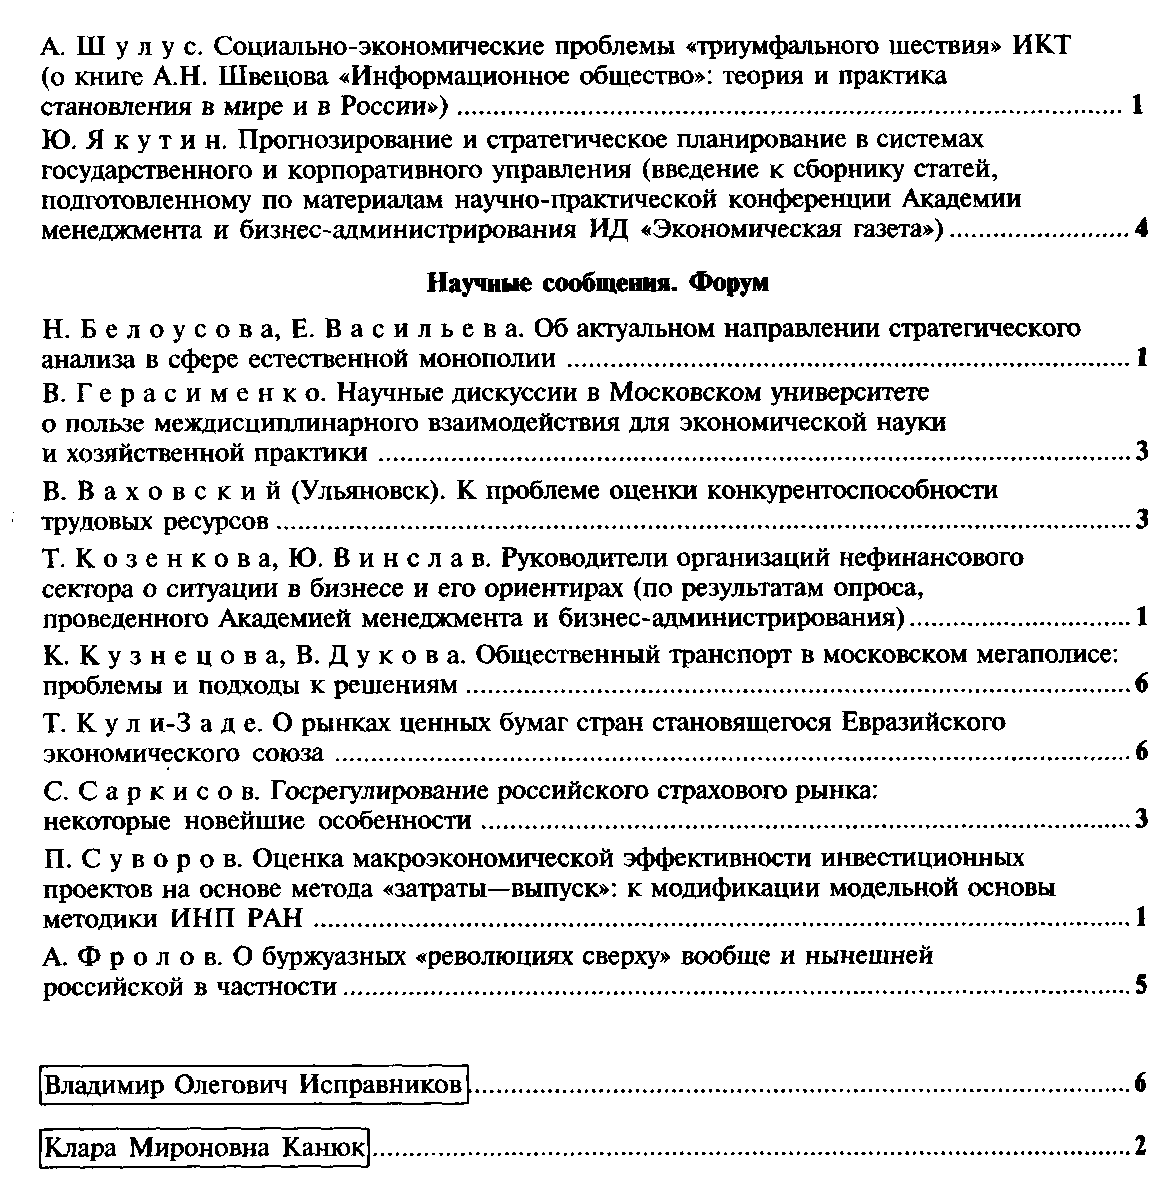 А. Ш у л у с. Социально-экономические проблемы «триумфального шествия» ИКТ
(о книге А.Н. Швецова «Информационное общество»: теория и практика
становления в мире и в России») ........ 1
Ю. Я к у т и н. Прогнозирование и стратегическое планирование в системах
государственного и корпоративного управления (введение к сборнику статей,
подготовленному по материалам научно-практической конференции Академии
менеджмента и бизнес-администрирования ИД «Экономическая газета») ........ 4
Научные сообщения. Форум
Н. Б е л о у с о в а, Е. В а с и л ь е в а. Об актуальном направлении стратегического
анализа в сфере естественной монополии ........ 1
В. Г е р а с и м е н к о. Научные дискуссии в Московском университете
о пользе междисциплинарного взаимодействия для экономической науки
и хозяйственной практики ........ 3
В. В а х о в с к и й (Ульяновск). К проблеме оценки конкурентоспособности
трудовых ресурсов ........ 3
Т. К о з е н к о в а, Ю. В и н с л а в. Руководители организаций нефинансового
сектора о ситуации в бизнесе и его ориентирах (по результатам опроса,
проведенного Академией менеджмента и бизнес-администрирования) ........ 1
К. К у з н е ц о в а, В. Д у к о в а. Общественный транспорт в московском мегаполисе:
проблемы и подходы к решениям ........ 6
Т. К у л и-З а д е. О рынках ценных бумаг стран становящегося Евразийского
экономического союза ........ 6
С. С а р к и с о в. Госрегулирование российского страхового рынка:
некоторые новейшие особенности ........ 3
П. С у в о р о в. Оценка макроэкономической эффективности инвестиционных
проектов на основе метода «затраты—выпуск»: к модификации модельной основы
методики ИНП РАН ........ 1
А. Ф р о л о в. О буржуазных «революциях сверху» вообще и нынешней
российской в частности ........ 5
Владимир Олегович Исправников ........ 6
Клара Мироновна Канюк ........ 2